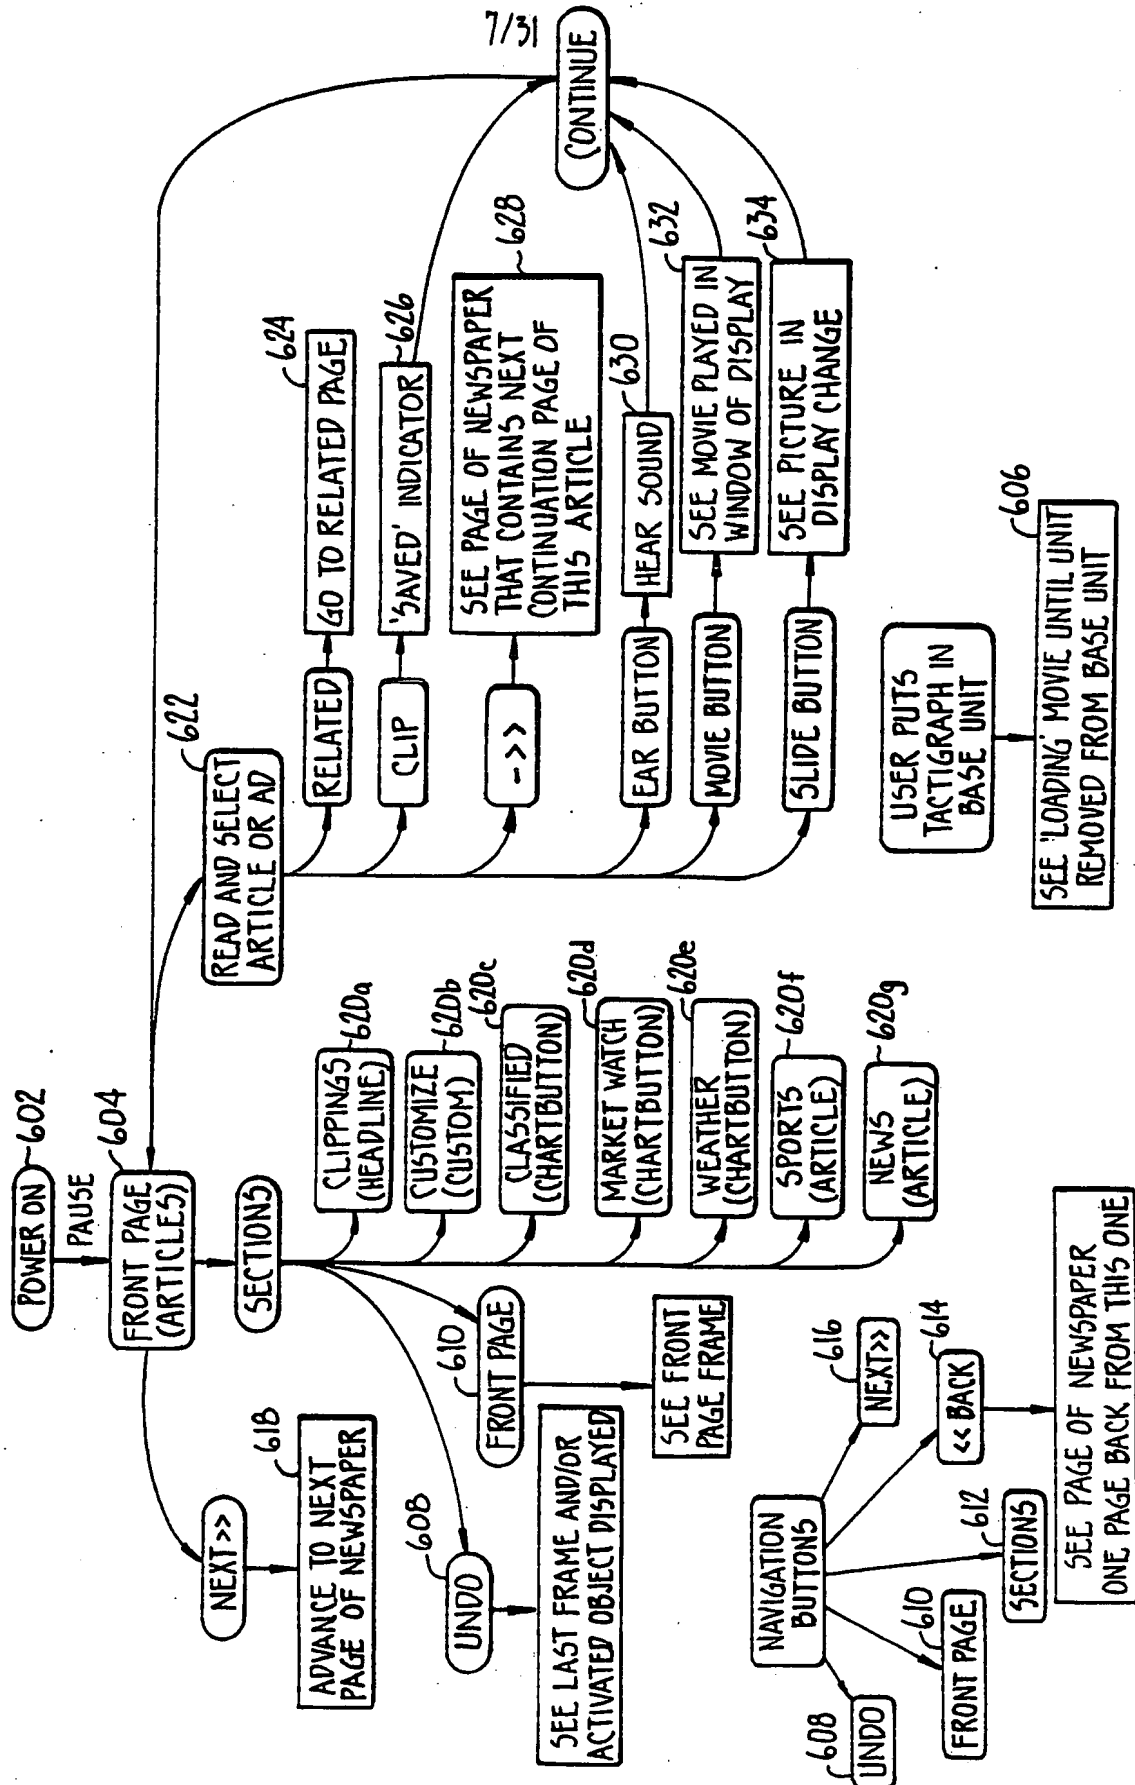 7/31
POWER ON
602
PAUSE
604
FRONT PAGE
(ARTICLES)
NEXT >>
618
ADVANCE TO NEXT
PAGE OF NEWSPAPER
SECTIONS
608
UNDO
SEE LAST FRAME AND/OR
ACTIVATED OBJECT DISPLAYED
610
FRONT PAGE
SEE FRONT
PAGE FRAME
620a
CLIPPINGS
(HEADLINE)
620b
CUSTOMIZE
(CUSTOM)
620c
CLASSIFIED
(CHARTBUTTON)
620d
MARKET WATCH
(CHARTBUTTON)
620e
WEATHER
(CHARTBUTTON)
620f
SPORTS
(ARTICLE)
620g
NEWS
(ARTICLE)
622
READ AND SELECT
ARTICLE OR AD
RELATED
624
GO TO RELATED PAGE
CLIP
626
'SAVED' INDICATOR
->>
628
SEE PAGE OF NEWSPAPER
THAT CONTAINS NEXT
CONTINUATION PAGE OF
THIS ARTICLE
EAR BUTTON
630
HEAR SOUND
MOVIE BUTTON
632
SEE MOVIE PLAYED IN
WINDOW OF DISPLAY
SLIDE BUTTON
634
SEE PICTURE IN
DISPLAY CHANGE
CONTINUE
NAVIGATION
BUTTONS
608
UNDO
610
FRONT PAGE
612
SECTIONS
614
<< BACK
616
NEXT>>
SEE PAGE OF NEWSPAPER
ONE PAGE BACK FROM THIS ONE
USER PUTS
TACTIGRAPH IN
BASE UNIT
606
SEE 'LOADING' MOVIE UNTIL UNIT
REMOVED FROM BASE UNIT